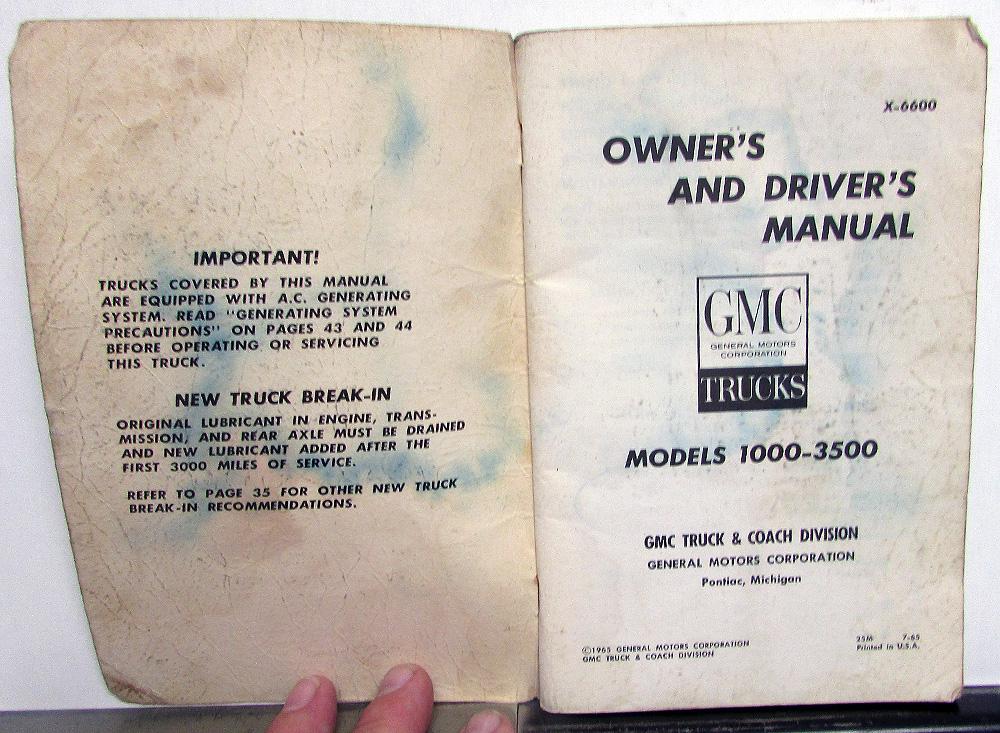 IMPORTANT!
TRUCKS COVERED BY THIS MANUAL
ARE EQUIPPED WITH A.C. GENERATING
SYSTEM. READ "GENERATING SYSTEM
PRECAUTIONS" ON PAGES 43 AND 44
BEFORE OPERATING OR SERVICING
THIS TRUCK.
NEW TRUCK BREAK-IN
ORIGINAL LUBRICANT IN ENGINE, TRANS-
MISSION, AND REAR AXLE MUST BE DRAINED
AND NEW LUBRICANT ADDED AFTER THE
FIRST 3000 MILES OF SERVICE.
REFER TO PAGE 35 FOR OTHER NEW TRUCK
BREAK-IN RECOMMENDATIONS.
X-6600
OWNER'S
AND DRIVER'S
MANUAL
GMC
GENERAL MOTORS
CORPORATION
TRUCKS
MODELS 1000-3500
GMC TRUCK & COACH DIVISION
GENERAL MOTORS CORPORATION
Pontiac, Michigan
©1965 GENERAL MOTORS CORPORATION
GMC TRUCK & COACH DIVISION
25M 7-65
Printed in U.S.A.